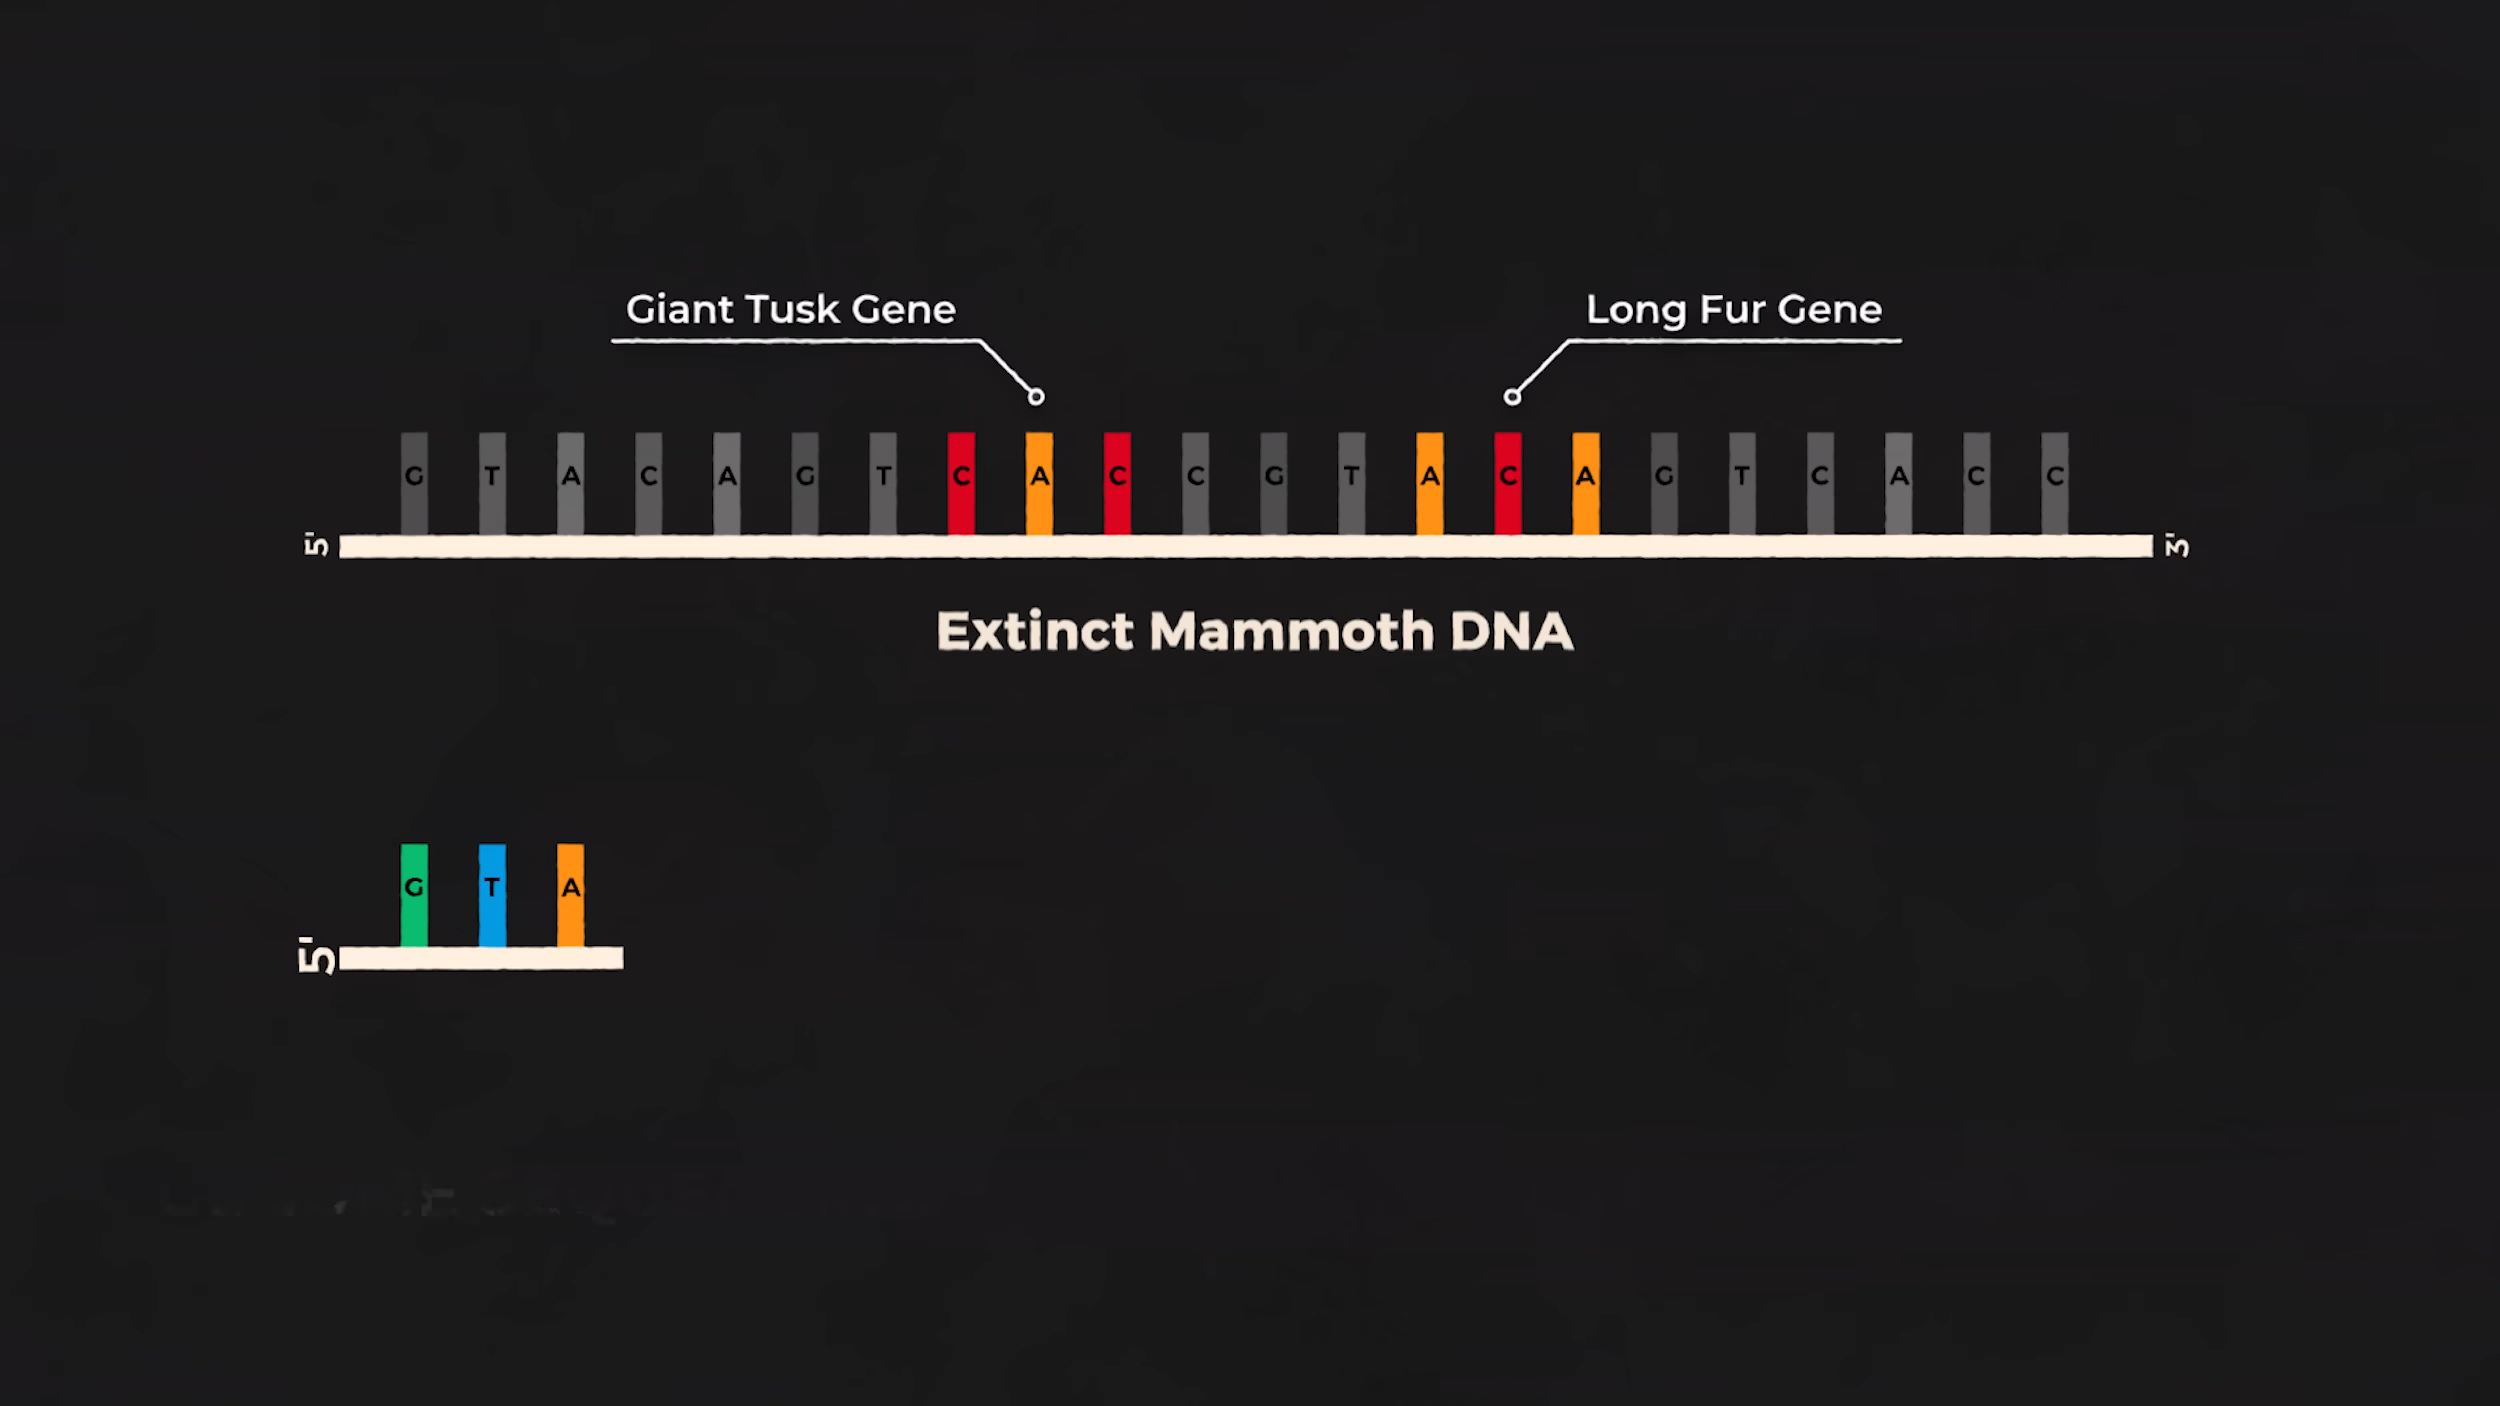 Giant Tusk Gene
Long Fur Gene
G T A C A G T C A C C G T A C A G T C A C C
5
3
Extinct Mammoth DNA
G T A
5